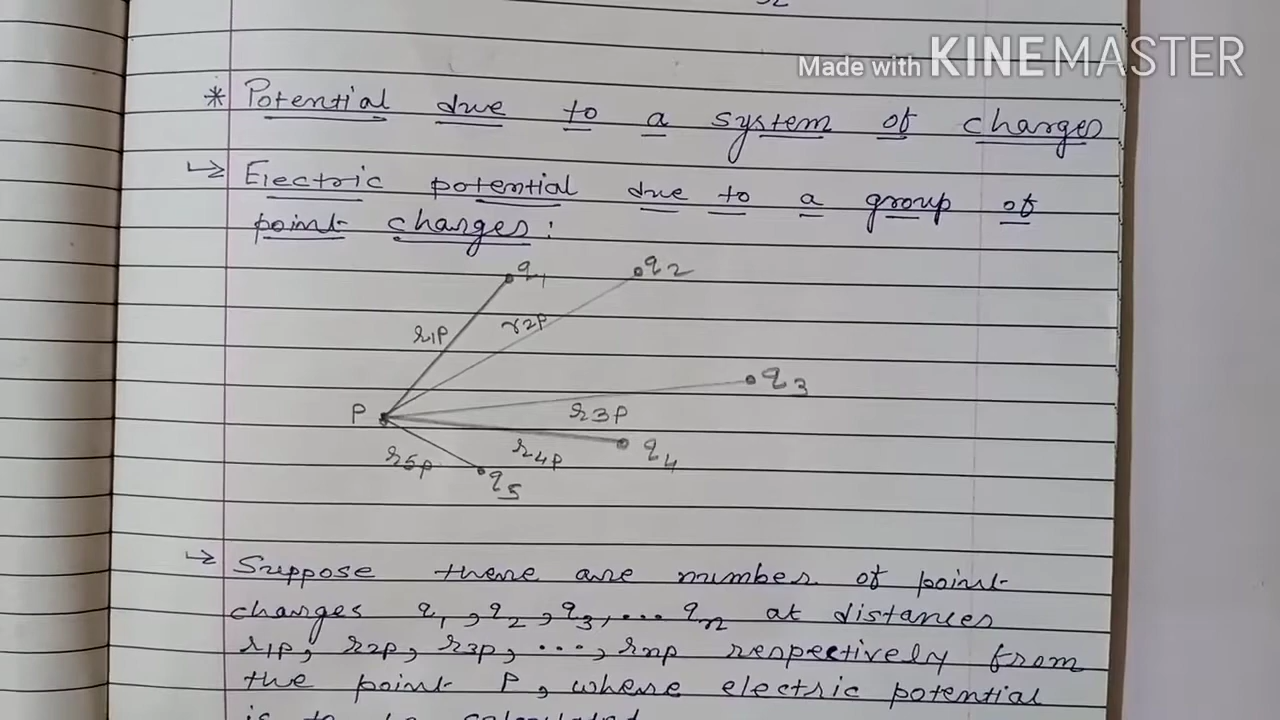 Made with KINEMASTER
* Potential due to a system of charges
↳ Electric potential due to a group of
point charges:
q1 q2
r1p r2p
q3
P r3p
r5p r4p q4
q5
→ Suppose there are number of point
charges q1, q2, q3, ... qn at distances
r1p, r2p, r3p, ..., rnp respectively from
the point P, where electric potential